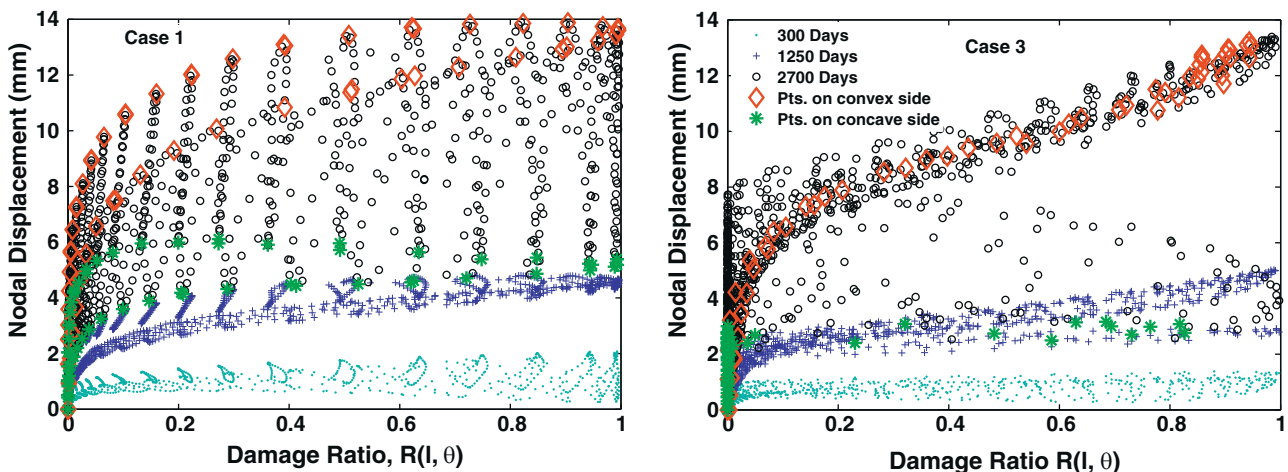 Case 1
Nodal Displacement (mm)
14
12
10
8
6
4
2
0
0
0.2
0.4
0.6
0.8
1
Damage Ratio, R(l, θ)
Case 3
300 Days
1250 Days
2700 Days
Pts. on convex side
Pts. on concave side
Nodal Displacement (mm)
14
12
10
8
6
4
2
0
0
0.2
0.4
0.6
0.8
1
Damage Ratio R(l, θ)